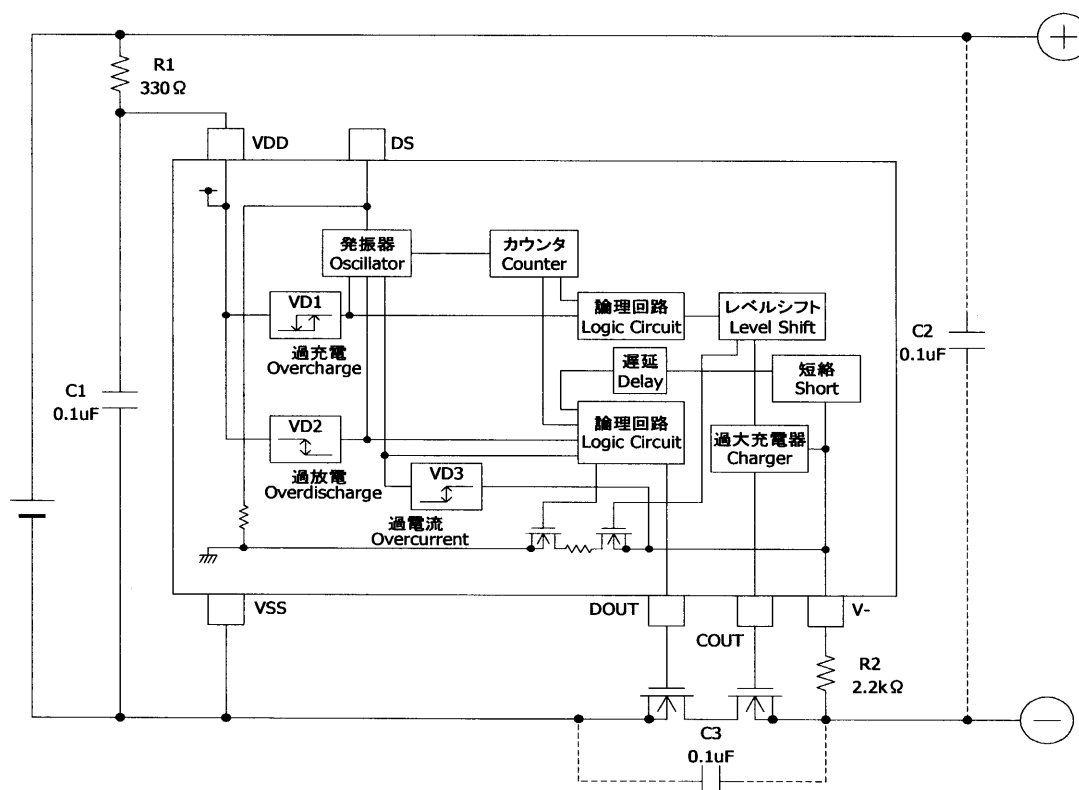 R1
330Ω
VDD
DS
発振器
Oscillator
カウンタ
Counter
VD1
過充電
Overcharge
論理回路
Logic Circuit
レベルシフト
Level Shift
C2
0.1uF
遅延
Delay
短絡
Short
C1
0.1uF
VD2
過放電
Overdischarge
論理回路
Logic Circuit
過大充電器
Charger
VD3
過電流
Overcurrent
VSS
DOUT
COUT
V-
R2
2.2kΩ
C3
0.1uF